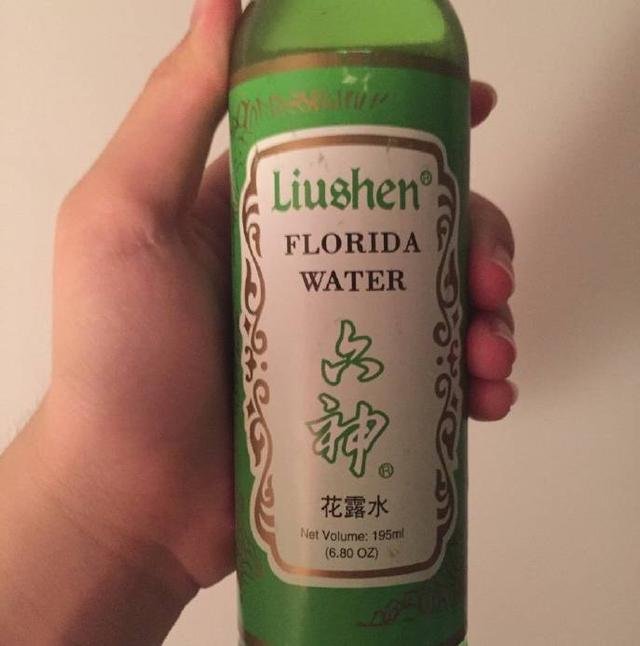 Liushen®
FLORIDA
WATER
六
神®
花露水
Net Volume: 195ml
(6.80 OZ)